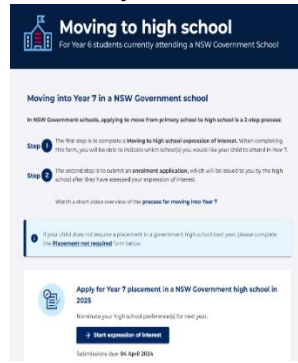 Moving to high school
For Year 6 students currently attending a NSW Government School
Moving into Year 7 in a NSW Government school
In NSW Government schools, applying to move from primary school to high school is a 2 step process:
Step 1
The first step is to complete a Moving to high school expression of interest. When completing
this form, you will be able to indicate which school(s) you would like your child to attend in Year 7.
Step 2
The second step is to submit an enrolment application, which will be issued to you by the high
school after they have assessed your expression of interest.
Watch a short video overview of the process for moving into Year 7
If your child does not require a placement in a government high school next year, please complete
the Placement not required form below.
Apply for Year 7 placement in a NSW Government high school in
2025
Nominate your high school preference(s) for next year.
→ Start expression of interest
Submissions due 04 April 2024